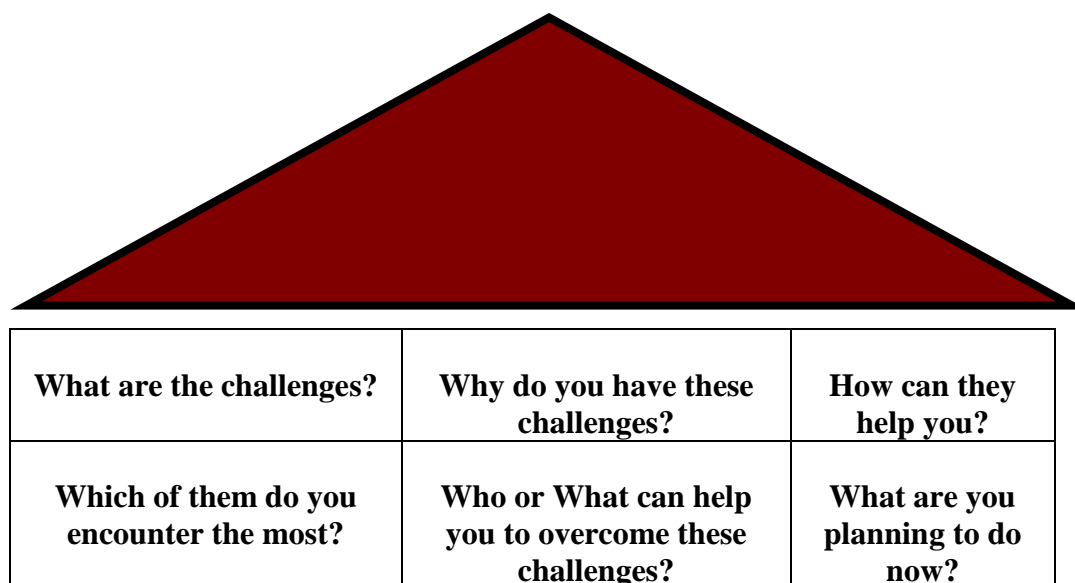 What are the challenges?
Why do you have these
challenges?
How can they
help you?
Which of them do you
encounter the most?
Who or What can help
you to overcome these
challenges?
What are you
planning to do
now?